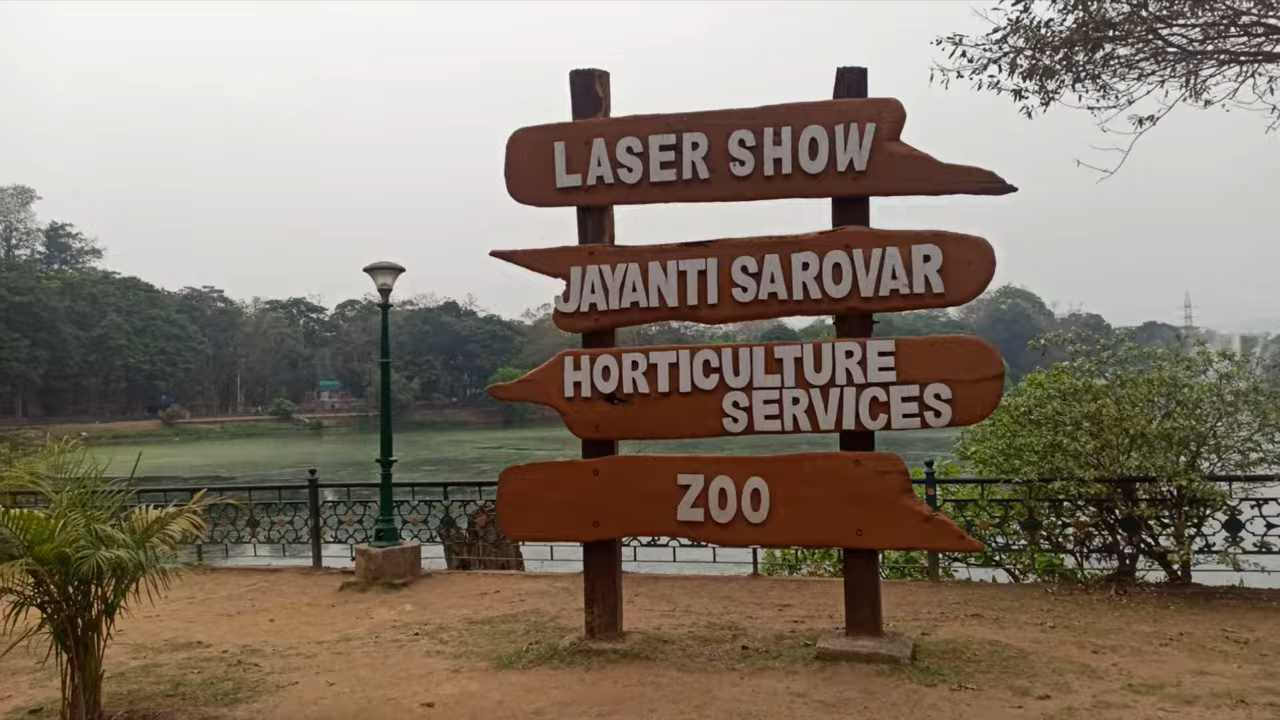 LASER SHOW
JAYANTI SAROVAR
HORTICULTURE
SERVICES
ZOO